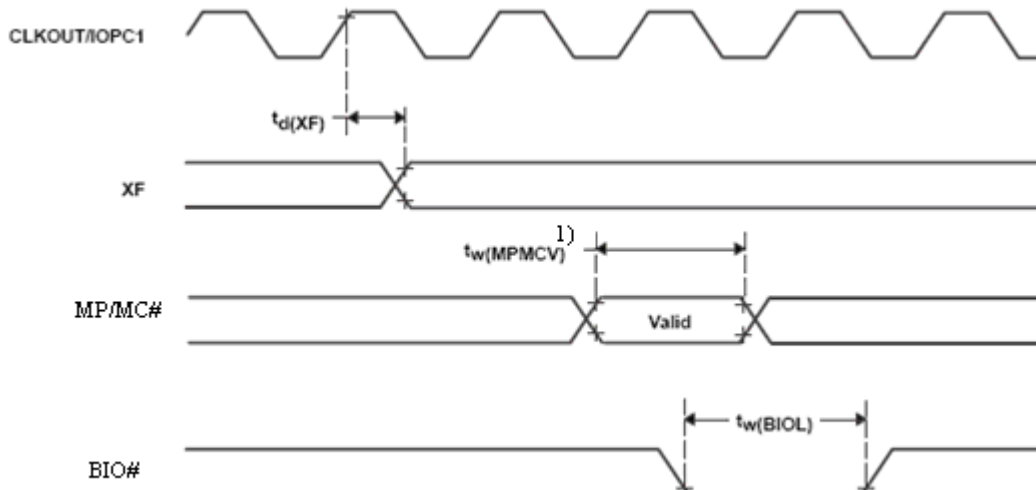 CLKOUT/IOPC1
td(XF)
XF
tw(MPMCV) 1)
MP/MC#
Valid
tw(BIOL)
BIO#